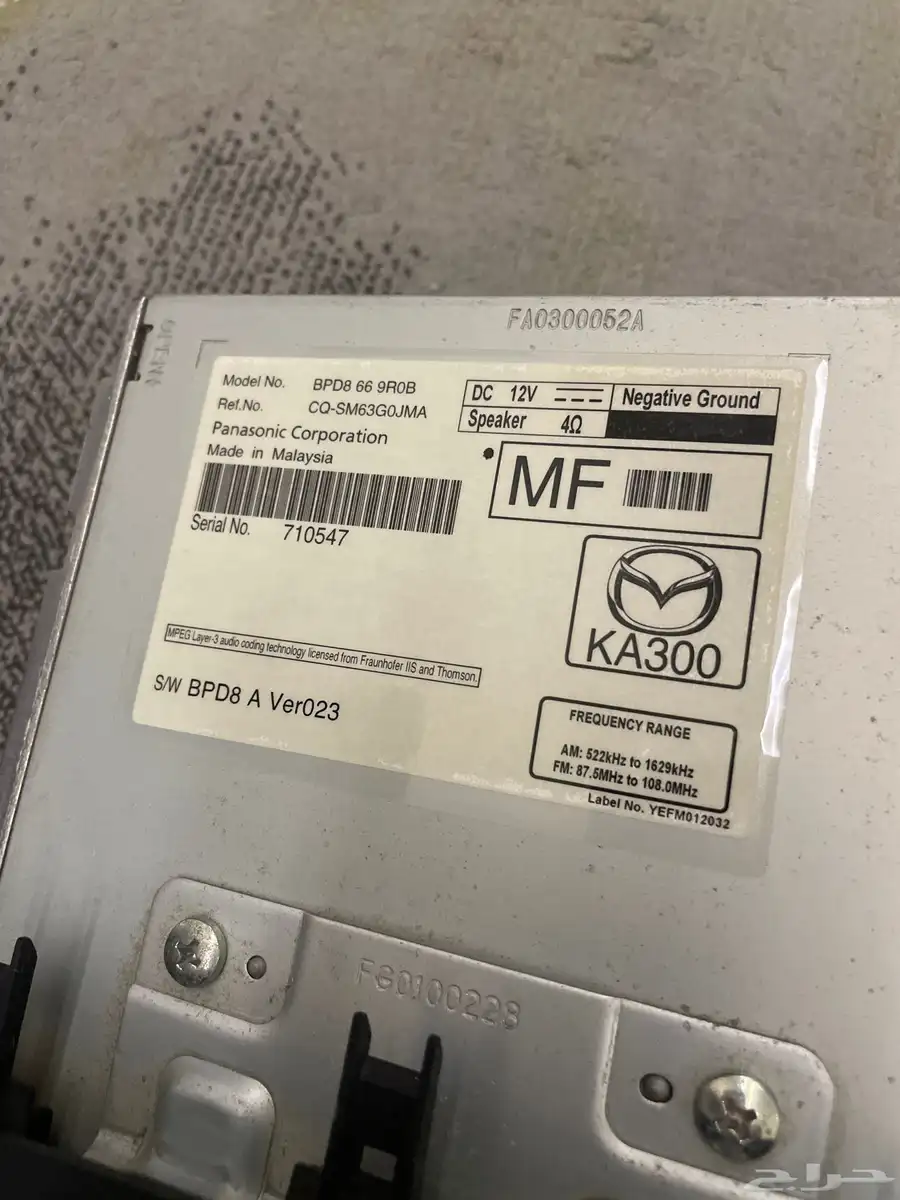 FA0300052A
Model No. BPD8 66 9R0B
Ref.No. CQ-SM63G0JMA
Panasonic Corporation
Made in Malaysia
Serial No. 710547
DC 12V
Negative Ground
Speaker 4Ω
MF
KA300
MPEG Layer-3 audio coding technology licensed from Fraunhofer IIS and Thomson.
S/W BPD8 A Ver023
FREQUENCY RANGE
AM: 522kHz to 1629kHz
FM: 87.5MHz to 108.0MHz
Label No. YEFM012032
FG0100228
حراج